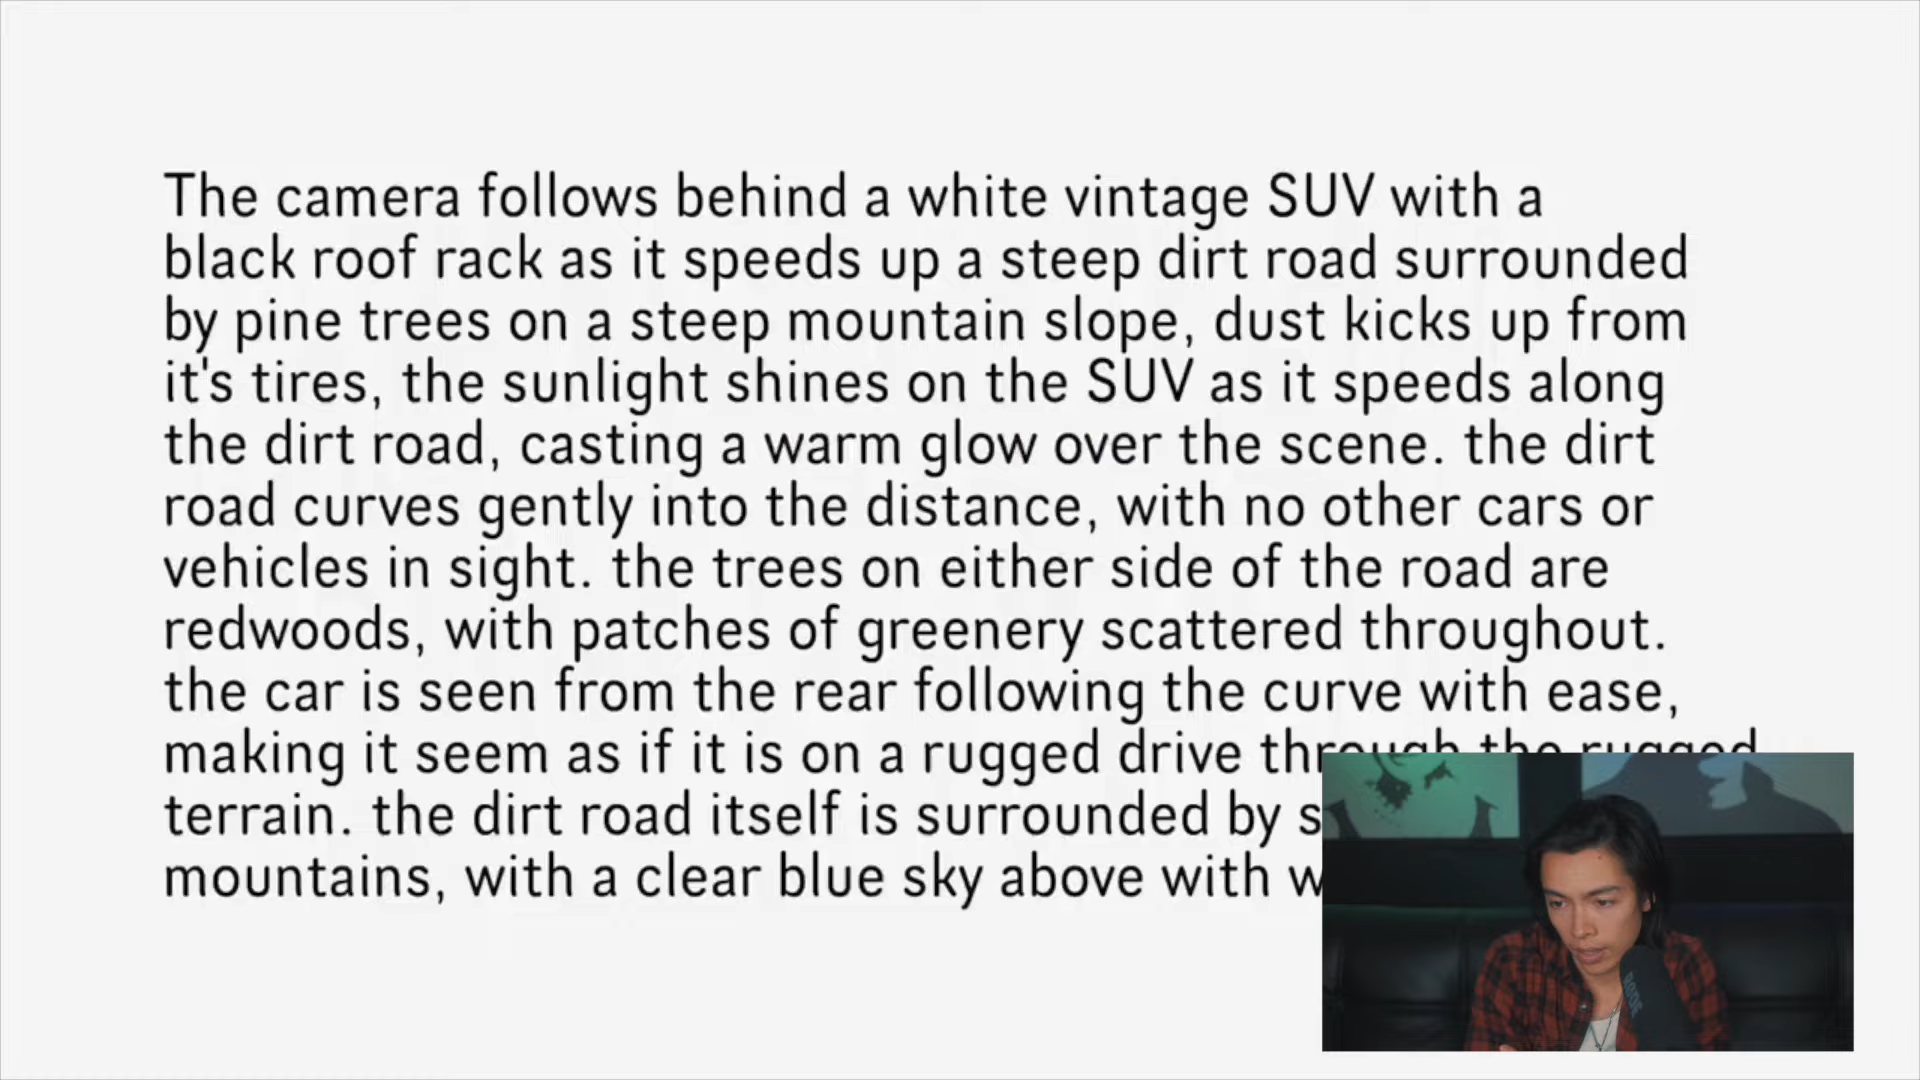 The camera follows behind a white vintage SUV with a
black roof rack as it speeds up a steep dirt road surrounded
by pine trees on a steep mountain slope, dust kicks up from
it's tires, the sunlight shines on the SUV as it speeds along
the dirt road, casting a warm glow over the scene. the dirt
road curves gently into the distance, with no other cars or
vehicles in sight. the trees on either side of the road are
redwoods, with patches of greenery scattered throughout.
the car is seen from the rear following the curve with ease,
making it seem as if it is on a rugged drive through the rugged
terrain. the dirt road itself is surrounded by
mountains, with a clear blue sky above with
RODE